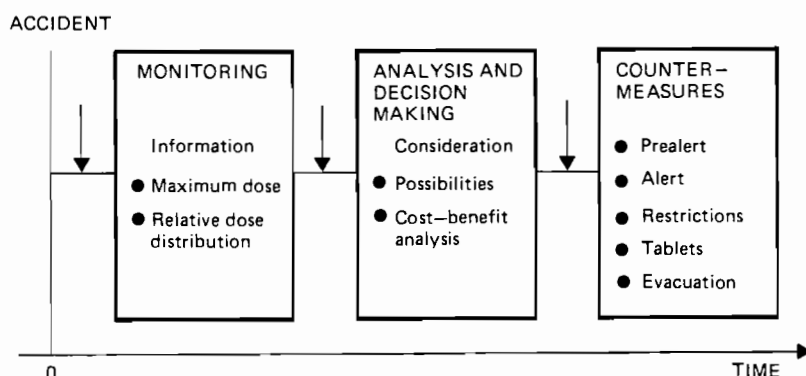 ACCIDENT
MONITORING
Information
● Maximum dose
● Relative dose
distribution
ANALYSIS AND
DECISION
MAKING
Consideration
● Possibilities
● Cost–benefit
analysis
COUNTER–
MEASURES
● Prealert
● Alert
● Restrictions
● Tablets
● Evacuation
0
TIME